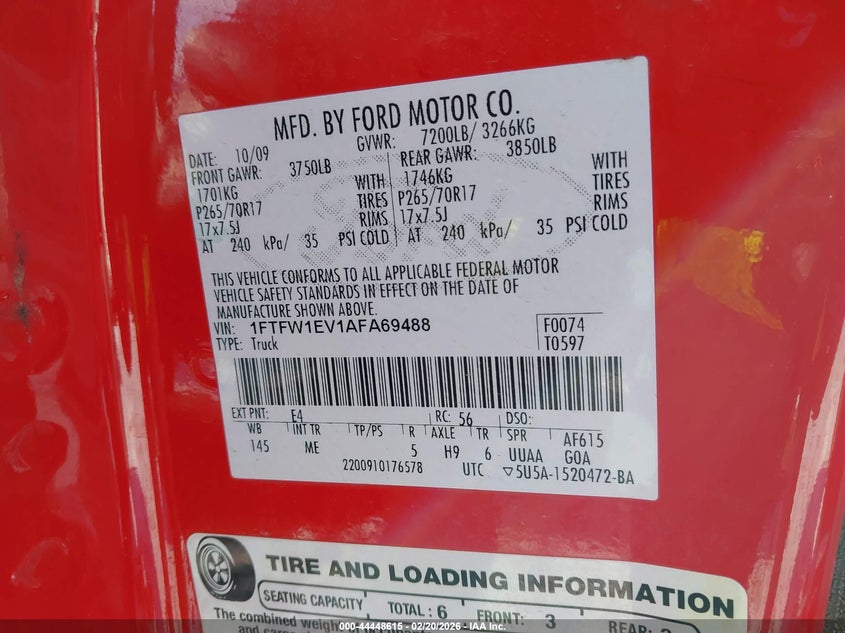 MFD. BY FORD MOTOR CO.
DATE: 10/09 GVWR: 7200LB/ 3266KG
FRONT GAWR: 3750LB REAR GAWR: 3850LB
1701KG WITH 1746KG WITH
P265/70R17 TIRES P265/70R17 TIRES
17x7.5J RIMS 17x7.5J RIMS
AT 240 kPa/ 35 PSI COLD AT 240 kPa/ 35 PSI COLD
THIS VEHICLE CONFORMS TO ALL APPLICABLE FEDERAL MOTOR
VEHICLE SAFETY STANDARDS IN EFFECT ON THE DATE OF
MANUFACTURE SHOWN ABOVE.
VIN: 1FTFW1EV1AFA69488 F0074
TYPE: Truck T0597
EXT PNT: E4 RC: 56 DSO:
WB INT TR TP/PS R AXLE TR SPR AF615
145 ME 5 H9 6 UUAA GOA
2200910176578 UTC ▽5U5A-1520472-BA
TIRE AND LOADING INFORMATION
SEATING CAPACITY TOTAL: 6 FRONT: 3 REAR:
The combined
000-44448615 - 02/20/2026 - IAA Inc.